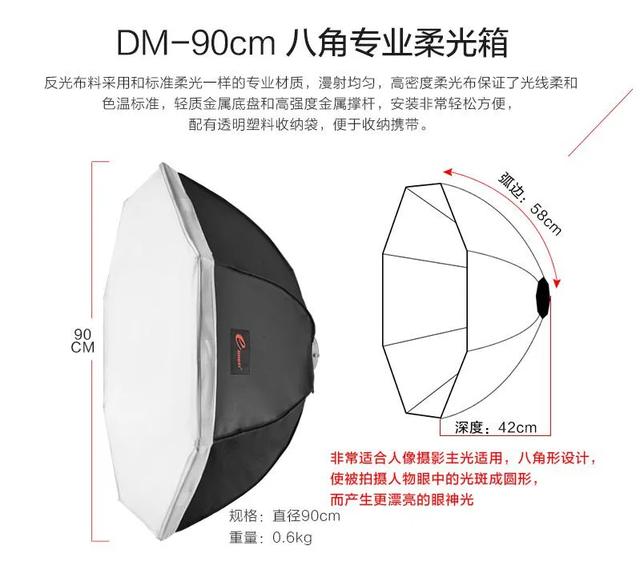 DM-90cm 八角专业柔光箱
反光布料采用和标准柔光一样的专业材质，漫射均匀，高密度柔光布保证了光线柔和
色温标准，轻质金属底盘和高强度金属撑杆，安装非常轻松方便，
配有透明塑料收纳袋，便于收纳携带。
弧边：58cm
90
CM
深度：42cm
非常适合人像摄影主光适用，八角形设计，
使被拍摄人物眼中的光斑成圆形，
而产生更漂亮的眼神光
规格：直径90cm
重量：0.6kg